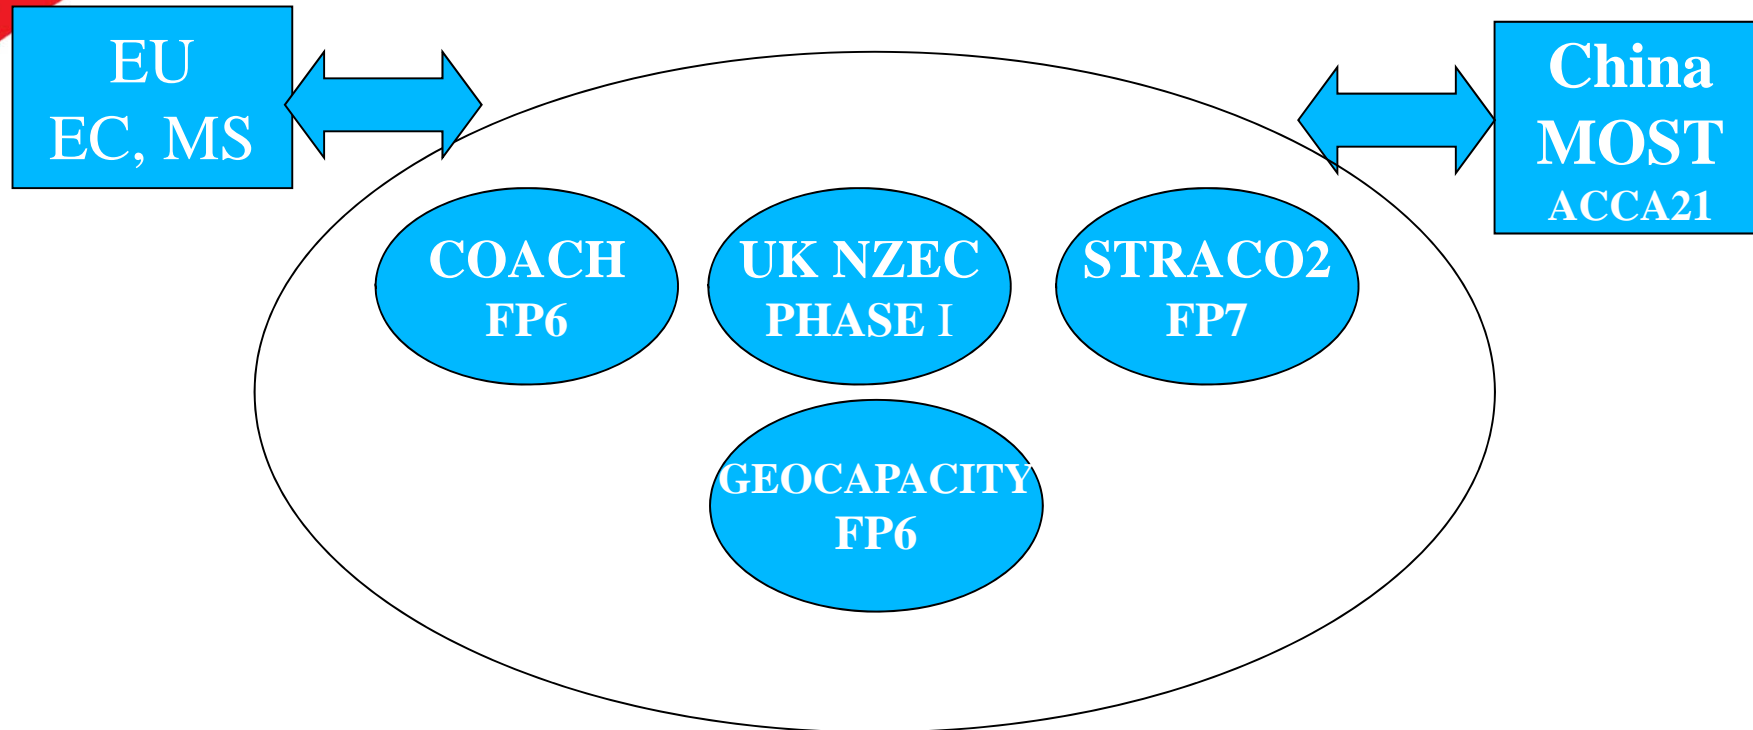 EU
EC, MS
China
MOST
ACCA21
COACH
FP6
UK NZEC
PHASE I
STRACO2
FP7
GEOCAPACITY
FP6